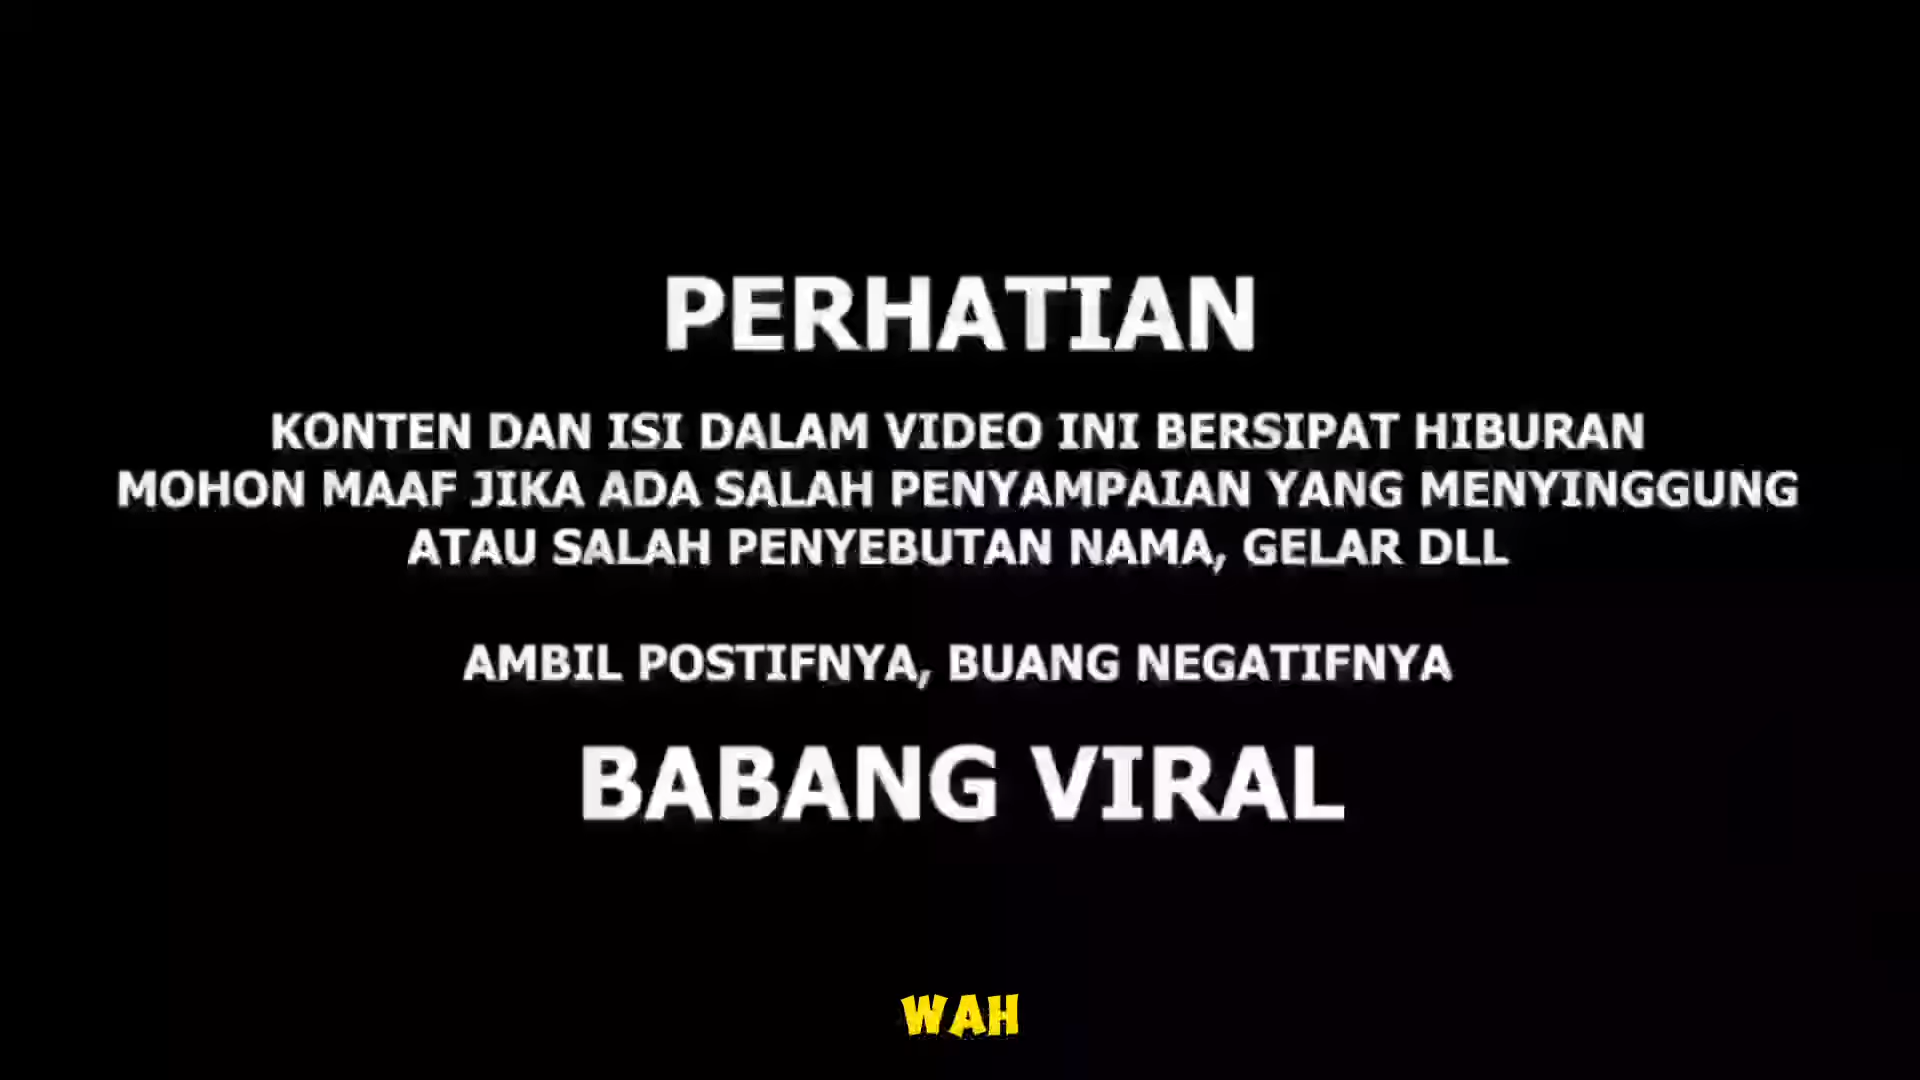 PERHATIAN
KONTEN DAN ISI DALAM VIDEO INI BERSIPAT HIBURAN
MOHON MAAF JIKA ADA SALAH PENYAMPAIAN YANG MENYINGGUNG
ATAU SALAH PENYEBUTAN NAMA, GELAR DLL
AMBIL POSTIFNYA, BUANG NEGATIFNYA
BABANG VIRAL
WAH